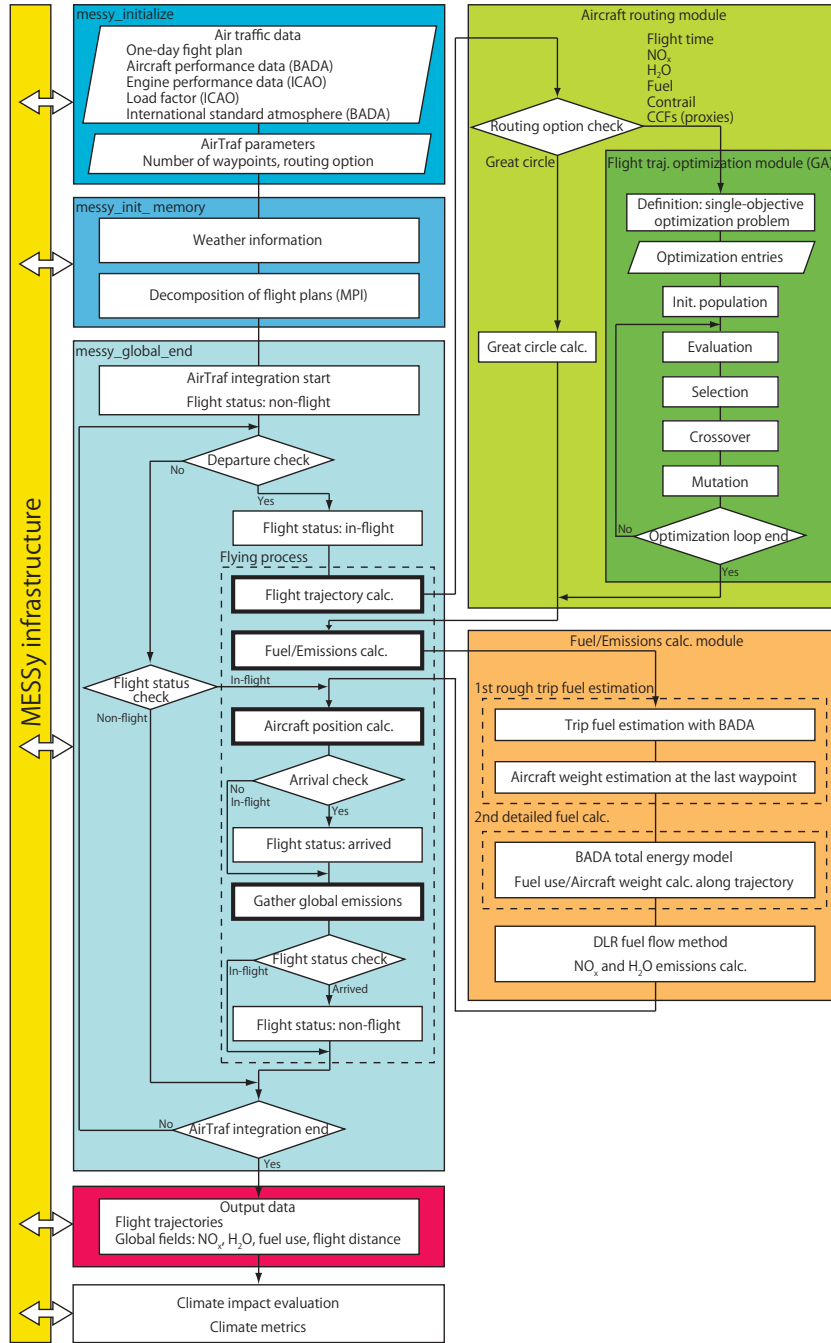 MESSy infrastructure
messy_initialize
Air traffic data
One-day fight plan
Aircraft performance data (BADA)
Engine performance data (ICAO)
Load factor (ICAO)
International standard atmosphere (BADA)
AirTraf parameters
Number of waypoints, routing option
messy_init_ memory
Weather information
Decomposition of flight plans (MPI)
messy_global_end
AirTraf integration start
Flight status: non-flight
Departure check
No
Yes
Flight status: in-flight
Flying process
Flight trajectory calc.
Fuel/Emissions calc.
Flight status
check
In-flight
Non-flight
Aircraft position calc.
Arrival check
No
In-flight
Yes
Flight status: arrived
Gather global emissions
Flight status check
In-flight
Arrived
Flight status: non-flight
AirTraf integration end
No
Yes
Output data
Flight trajectories
Global fields: NOx, H2O, fuel use, flight distance
Climate impact evaluation
Climate metrics
Aircraft routing module
Flight time
NOx
H2O
Fuel
Contrail
CCFs (proxies)
Routing option check
Great circle
Great circle calc.
Flight traj. optimization module (GA)
Definition: single-objective
optimization problem
Optimization entries
Init. population
Evaluation
Selection
Crossover
Mutation
Optimization loop end
No
Yes
Fuel/Emissions calc. module
1st rough trip fuel estimation
Trip fuel estimation with BADA
Aircraft weight estimation at the last waypoint
2nd detailed fuel calc.
BADA total energy model
Fuel use/Aircraft weight calc. along trajectory
DLR fuel flow method
NOx and H2O emissions calc.